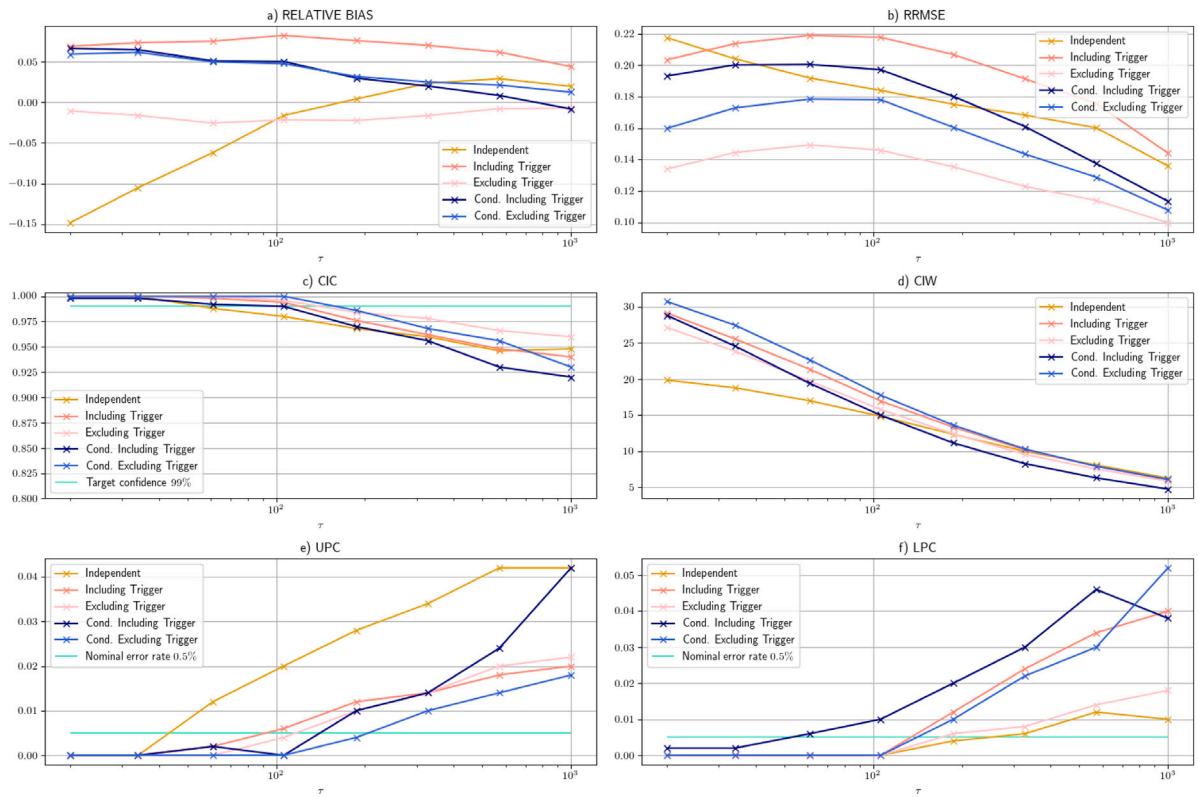 a) RELATIVE BIAS
0.05
0.00
−0.05
−0.10
−0.15
10²
10³
τ
Independent
Including Trigger
Excluding Trigger
Cond. Including Trigger
Cond. Excluding Trigger
b) RRMSE
0.22
0.20
0.18
0.16
0.14
0.12
0.10
10²
10³
τ
Independent
Including Trigger
Excluding Trigger
Cond. Including Trigger
Cond. Excluding Trigger
c) CIC
1.000
0.975
0.950
0.925
0.900
0.875
0.850
0.825
0.800
10²
10³
τ
Independent
Including Trigger
Excluding Trigger
Cond. Including Trigger
Cond. Excluding Trigger
Target confidence 99%
d) CIW
30
25
20
15
10
5
10²
10³
τ
Independent
Including Trigger
Excluding Trigger
Cond. Including Trigger
Cond. Excluding Trigger
e) UPC
0.04
0.03
0.02
0.01
0.00
10²
10³
τ
Independent
Including Trigger
Excluding Trigger
Cond. Including Trigger
Cond. Excluding Trigger
Nominal error rate 0.5%
f) LPC
0.05
0.04
0.03
0.02
0.01
0.00
10²
10³
τ
Independent
Including Trigger
Excluding Trigger
Cond. Including Trigger
Cond. Excluding Trigger
Nominal error rate 0.5%